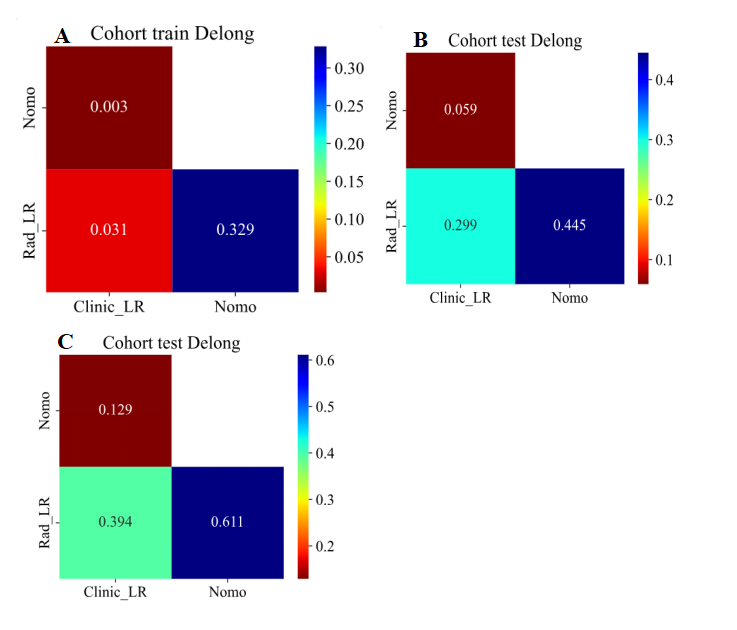 A Cohort train Delong
Nomo
0.003
0.30
0.25
0.20
Rad_LR
0.031
0.329
0.15
0.10
0.05
Clinic_LR
Nomo
B Cohort test Delong
Nomo
0.059
0.4
0.3
Rad_LR
0.299
0.445
0.2
0.1
Clinic_LR
Nomo
C Cohort test Delong
Nomo
0.129
0.6
0.5
0.4
Rad_LR
0.394
0.611
0.3
0.2
Clinic_LR
Nomo